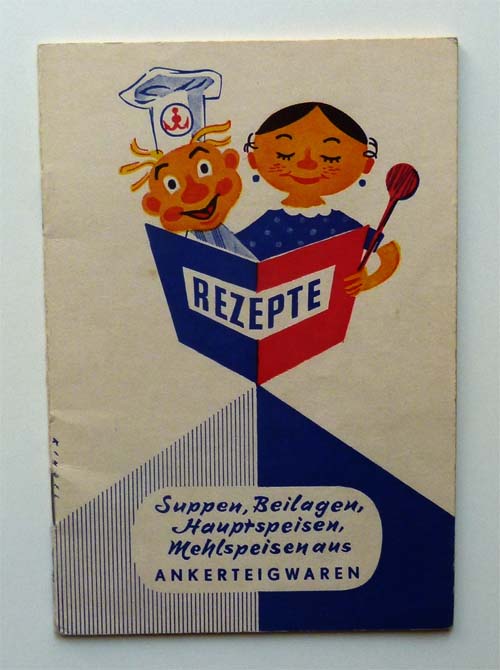 REZEPTE
Suppen, Beilagen,
Hauptspeisen,
Mehlspeisen aus
ANKERTEIGWAREN